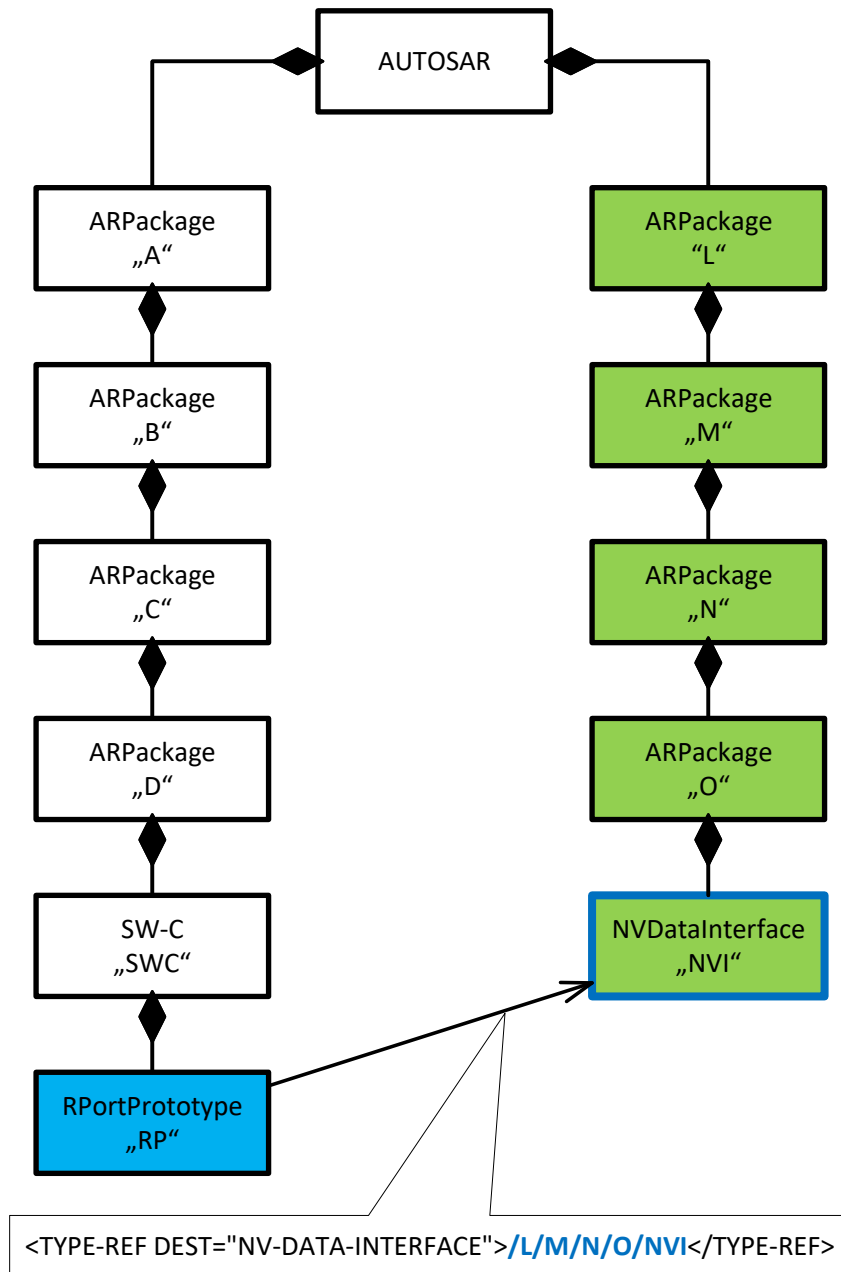 AUTOSAR
ARPackage
„A“
ARPackage
“L“
ARPackage
„B“
ARPackage
„M“
ARPackage
„C“
ARPackage
„N“
ARPackage
„D“
ARPackage
„O“
SW-C
„SWC“
NVDataInterface
„NVI“
RPortPrototype
„RP“
<TYPE-REF DEST="NV-DATA-INTERFACE">/L/M/N/O/NVI</TYPE-REF>